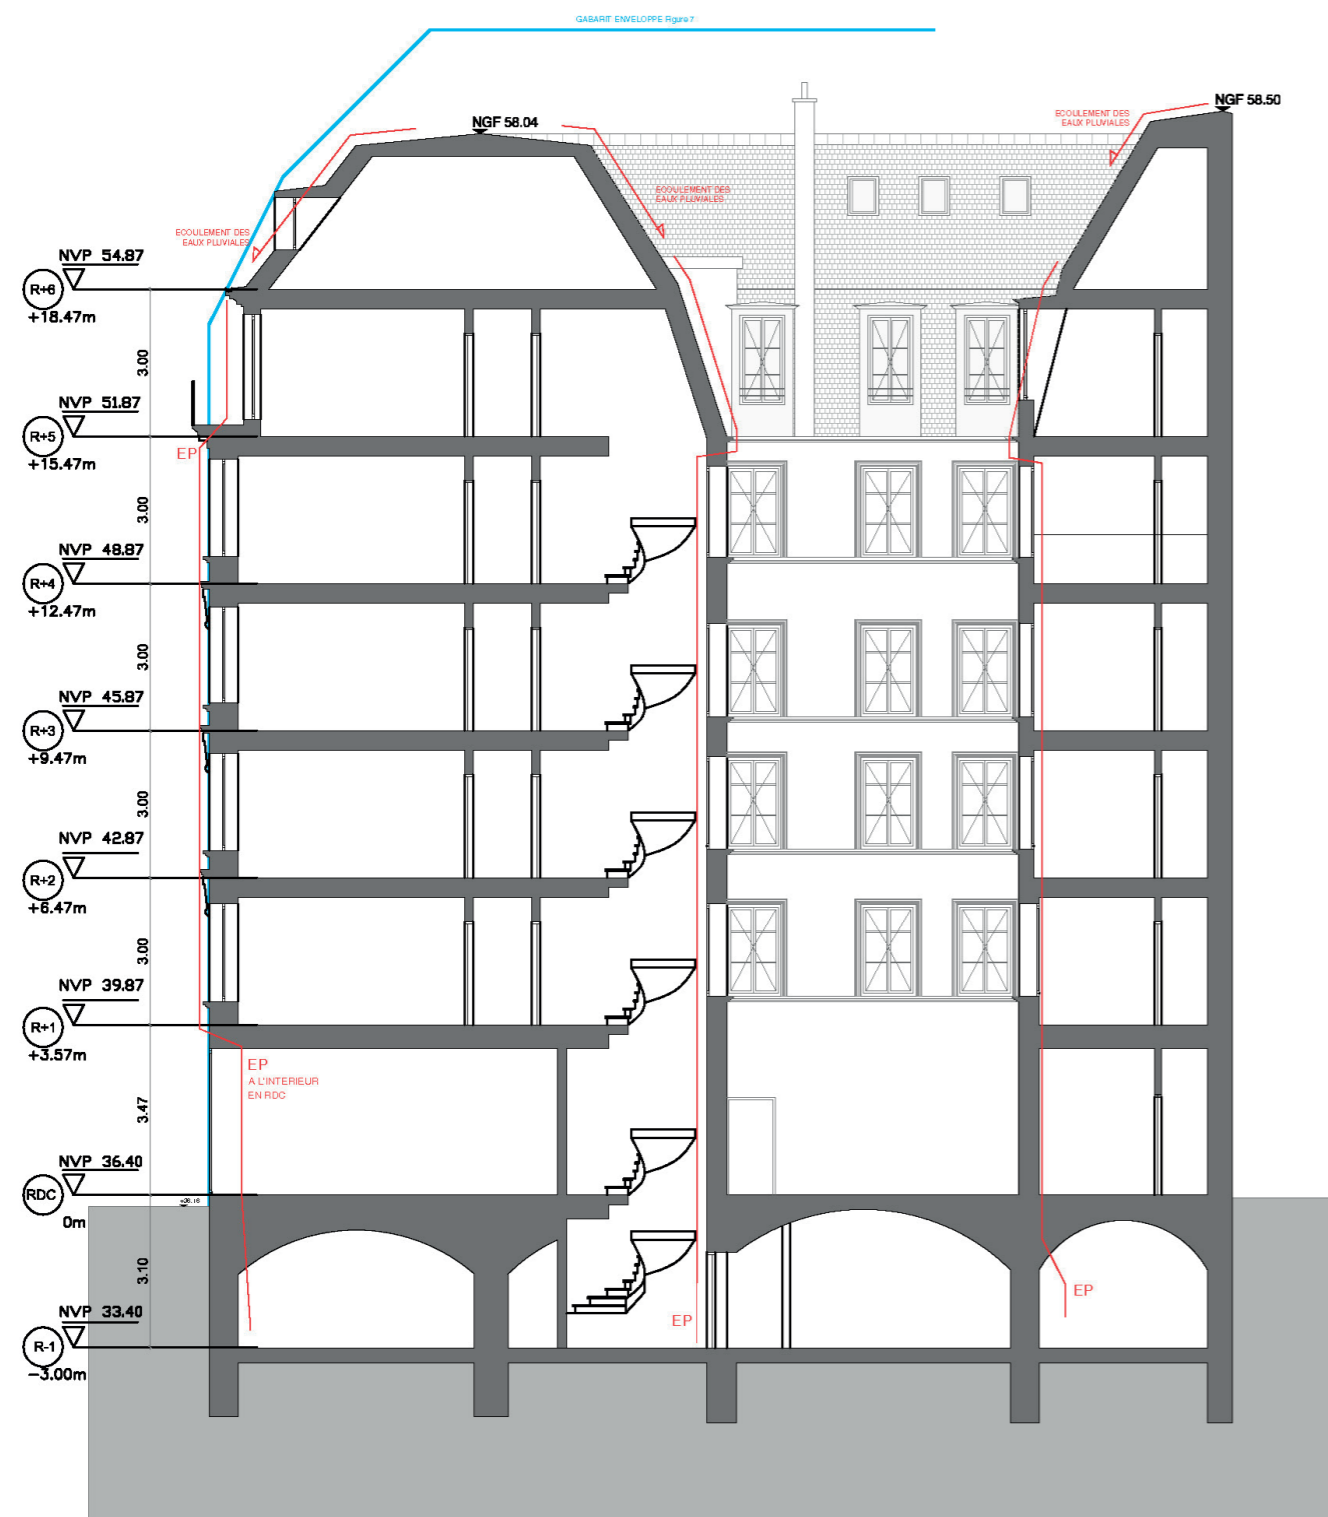 GABARIT ENVELOPPE Figure 7
NGF 58.04
NGF 58.50
ECOULEMENT DES
EAUX PLUVIALES
ECOULEMENT DES
EAUX PLUVIALES
ECOULEMENT DES
EAUX PLUVIALES
NVP 54.87
R+6
+18.47m
3.00
NVP 51.87
R+5
+15.47m
EP
3.00
NVP 48.87
R+4
+12.47m
3.00
NVP 45.87
R+3
+9.47m
3.00
NVP 42.87
R+2
+6.47m
3.00
NVP 39.87
R+1
+3.57m
EP
A L'INTERIEUR
EN RDC
3.47
NVP 36.40
RDC
+36.16
0m
3.10
NVP 33.40
R-1
-3.00m
EP
EP